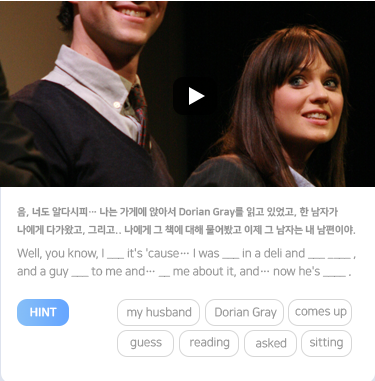 음, 너도 알다시피… 나는 가게에 앉아서 Dorian Gray를 읽고 있었고, 한 남자가
나에게 다가왔고, 그리고.. 나에게 그 책에 대해 물어봤고 이제 그 남자는 내 남편이야.
Well, you know, I ___ it's 'cause… I was ___ in a deli and ___ ____ ,
and a guy ___ to me and… __ me about it, and… now he's ____ .
HINT
my husband
Dorian Gray
comes up
guess
reading
asked
sitting